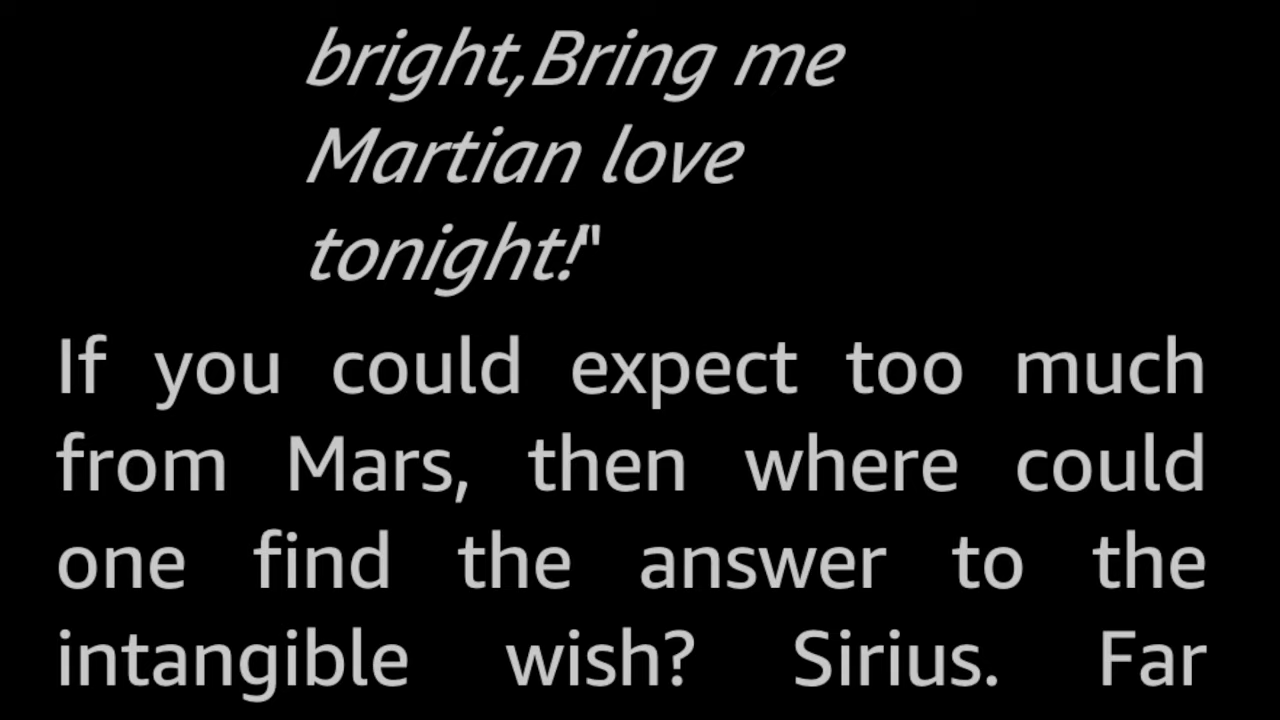 bright,Bring me
Martian love
tonight!"
If you could expect too much
from Mars, then where could
one find the answer to the
intangible wish? Sirius. Far